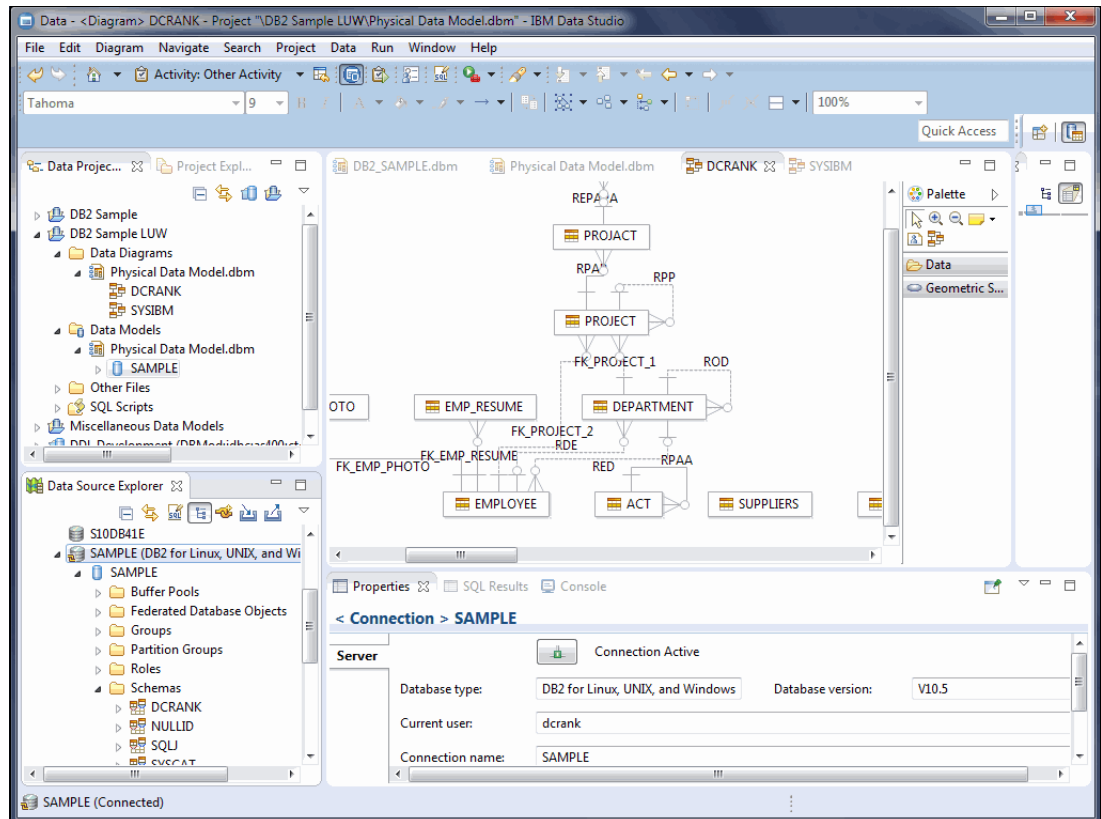 Data - <Diagram> DCRANK - Project "\DB2 Sample LUW\Physical Data Model.dbm" - IBM Data Studio
File Edit Diagram Navigate Search Project Data Run Window Help
Activity: Other Activity
Tahoma 9 100%
Quick Access
Data Projec... Project Expl...
DB2 Sample
DB2 Sample LUW
Data Diagrams
Physical Data Model.dbm
DCRANK
SYSIBM
Data Models
Physical Data Model.dbm
SAMPLE
Other Files
SQL Scripts
Miscellaneous Data Models
Data Source Explorer
S10DB41E
SAMPLE (DB2 for Linux, UNIX, and Wi
SAMPLE
Buffer Pools
Federated Database Objects
Groups
Partition Groups
Roles
Schemas
DCRANK
NULLID
SQLJ
SYSCAT
DB2_SAMPLE.dbm Physical Data Model.dbm DCRANK SYSIBM
PROJACT
RPP
PROJECT
FK_PROJECT_1 ROD
OTO EMP_RESUME DEPARTMENT
FK_PROJECT_2
RDE
FK_EMP_RESUME
FK_EMP_PHOTO RED RPAA
EMPLOYEE ACT SUPPLIERS
Palette
Data
Geometric S...
Properties SQL Results Console
< Connection > SAMPLE
Server
Connection Active
Database type: DB2 for Linux, UNIX, and Windows Database version: V10.5
Current user: dcrank
Connection name: SAMPLE
SAMPLE (Connected)